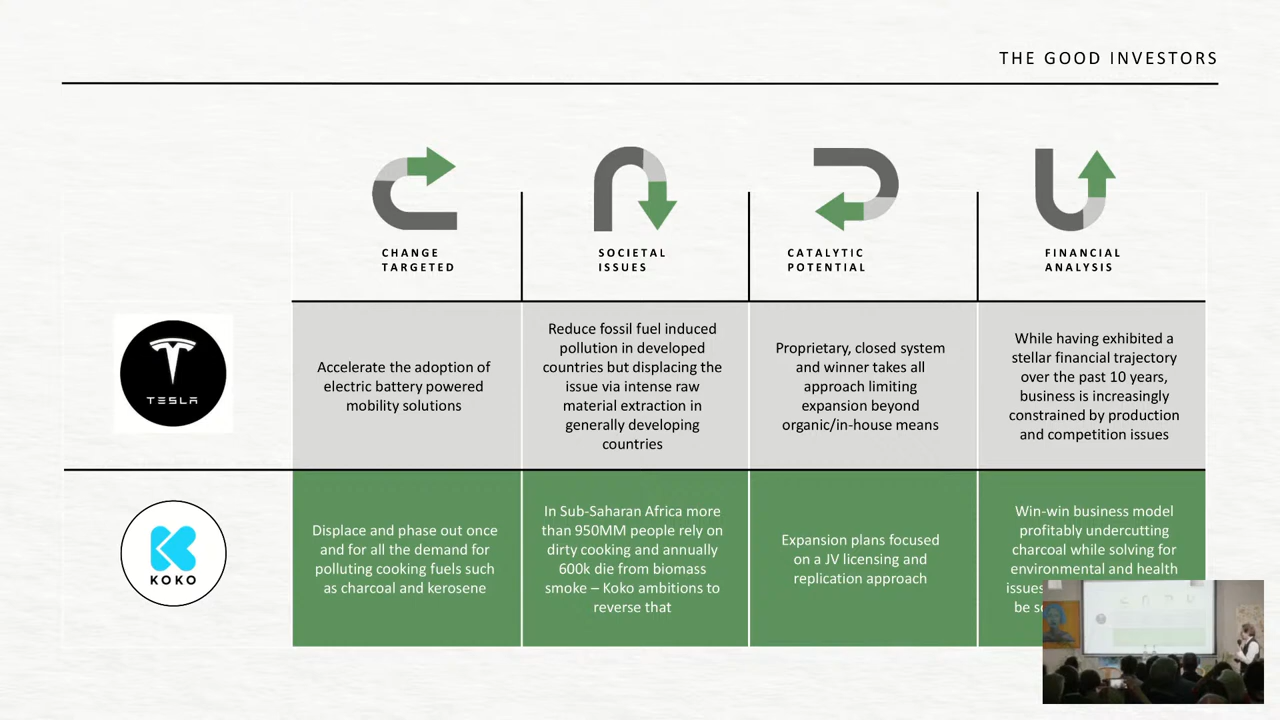 THE GOOD INVESTORS
CHANGE
TARGETED
SOCIETAL
ISSUES
CATALYTIC
POTENTIAL
FINANCIAL
ANALYSIS
TESLA
Accelerate the adoption of
electric battery powered
mobility solutions
Reduce fossil fuel induced
pollution in developed
countries but displacing the
issue via intense raw
material extraction in
generally developing
countries
Proprietary, closed system
and winner takes all
approach limiting
expansion beyond
organic/in-house means
While having exhibited a
stellar financial trajectory
over the past 10 years,
business is increasingly
constrained by production
and competition issues
KOKO
Displace and phase out once
and for all the demand for
polluting cooking fuels such
as charcoal and kerosene
In Sub-Saharan Africa more
than 950MM people rely on
dirty cooking and annually
600k die from biomass
smoke – Koko ambitions to
reverse that
Expansion plans focused
on a JV licensing and
replication approach
Win-win business model
profitably undercutting
charcoal while solving for
environmental and health
issues
be